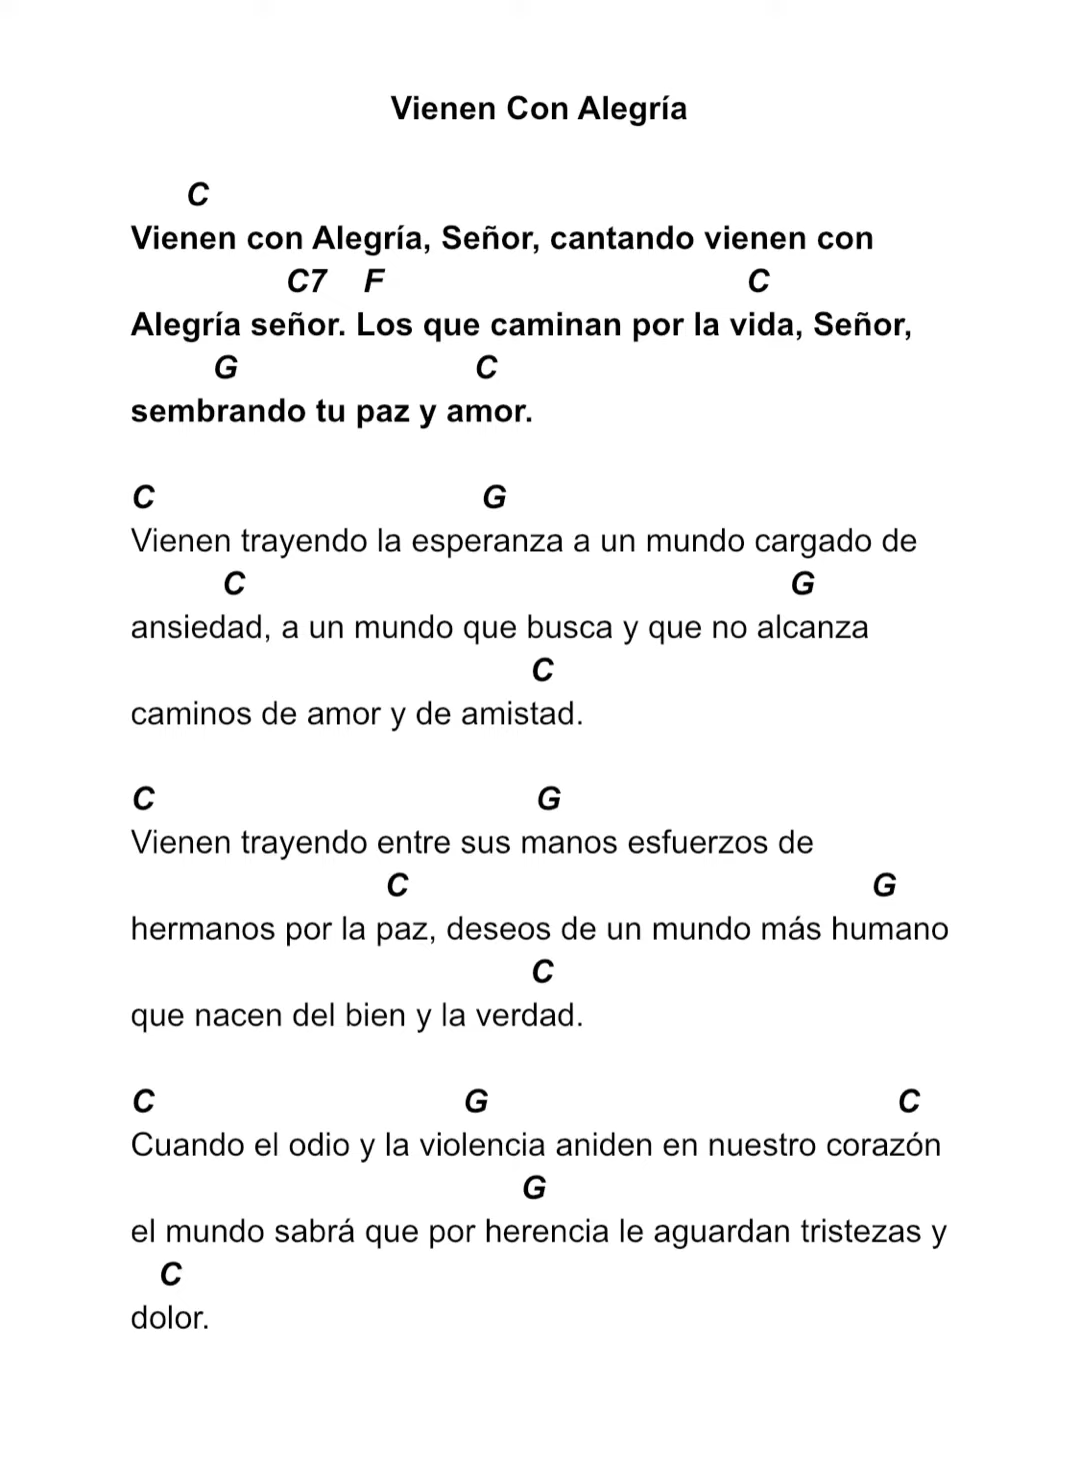 Vienen Con Alegría
C
Vienen con Alegría, Señor, cantando vienen con
C7 F C
Alegría señor. Los que caminan por la vida, Señor,
G C
sembrando tu paz y amor.
C G
Vienen trayendo la esperanza a un mundo cargado de
C G
ansiedad, a un mundo que busca y que no alcanza
C
caminos de amor y de amistad.
C G
Vienen trayendo entre sus manos esfuerzos de
C G
hermanos por la paz, deseos de un mundo más humano
C
que nacen del bien y la verdad.
C G C
Cuando el odio y la violencia aniden en nuestro corazón
G
el mundo sabrá que por herencia le aguardan tristezas y
C
dolor.